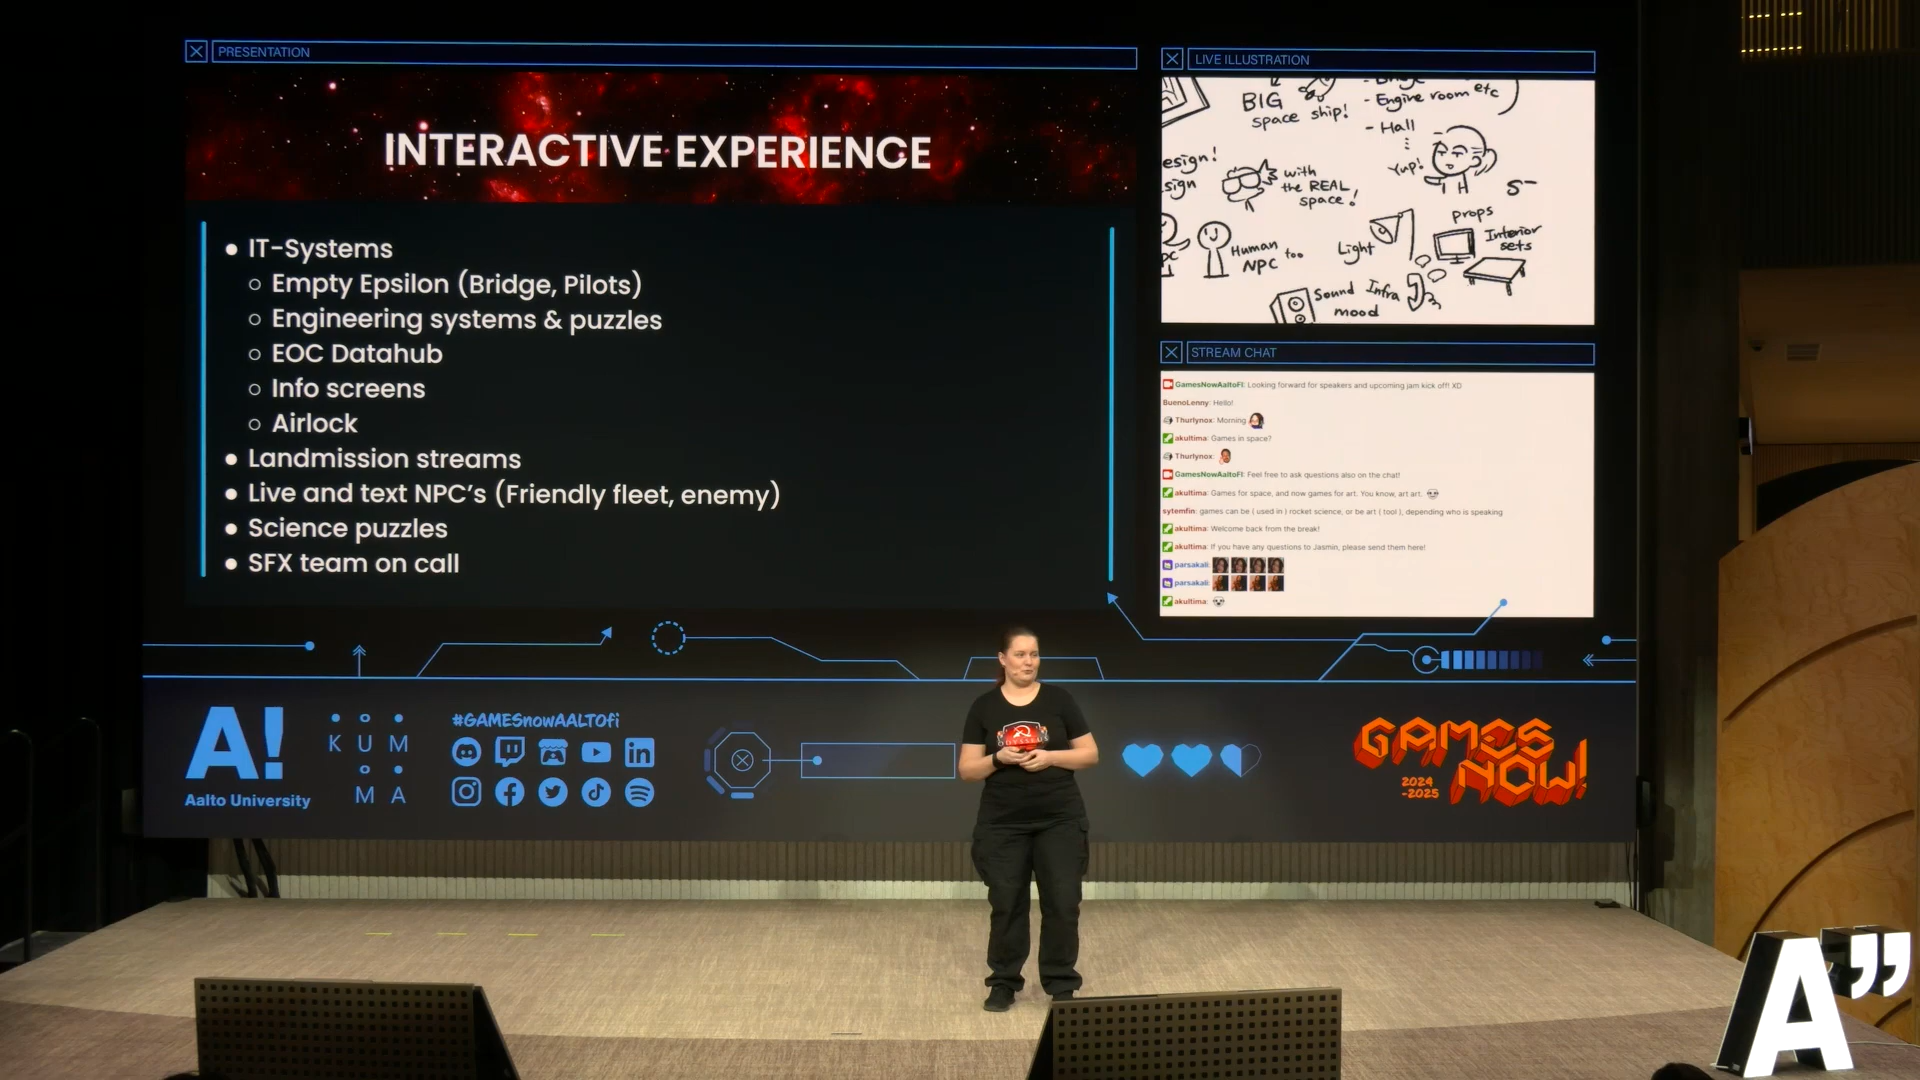 PRESENTATION
INTERACTIVE EXPERIENCE
● IT-Systems
○ Empty Epsilon (Bridge, Pilots)
○ Engineering systems & puzzles
○ EOC Datahub
○ Info screens
○ Airlock
● Landmission streams
● Live and text NPC's (Friendly fleet, enemy)
● Science puzzles
● SFX team on call
LIVE ILLUSTRATION
BIG
space ship!
- Engine room etc
- Hall
Yup!
esign!
sign
with
the REAL
space!
Human
NPC too
Light
Props
Interior
sets
Sound Infra
mood
STREAM CHAT
GamesNowAaltoFI: Looking forward for speakers and upcoming jam kick off! XD
BuenoLenny: Hello!
Thurlynox: Morning
akultima: Games in space?
Thurlynox:
GamesNowAaltoFI: Feel free to ask questions also on the chat!
akultima: Games for space, and now games for art. You know, art art.
sytemfin: games can be ( used in ) rocket science, or be art ( tool ), depending who is speaking
akultima: Welcome back from the break!
akultima: If you have any questions to Jasmin, please send them here!
parsakali:
parsakali:
akultima:
A!
Aalto University
KUM
MA
#GAMESnowAALTOfi
in
GAMES
NOW!
2024
-2025
A”